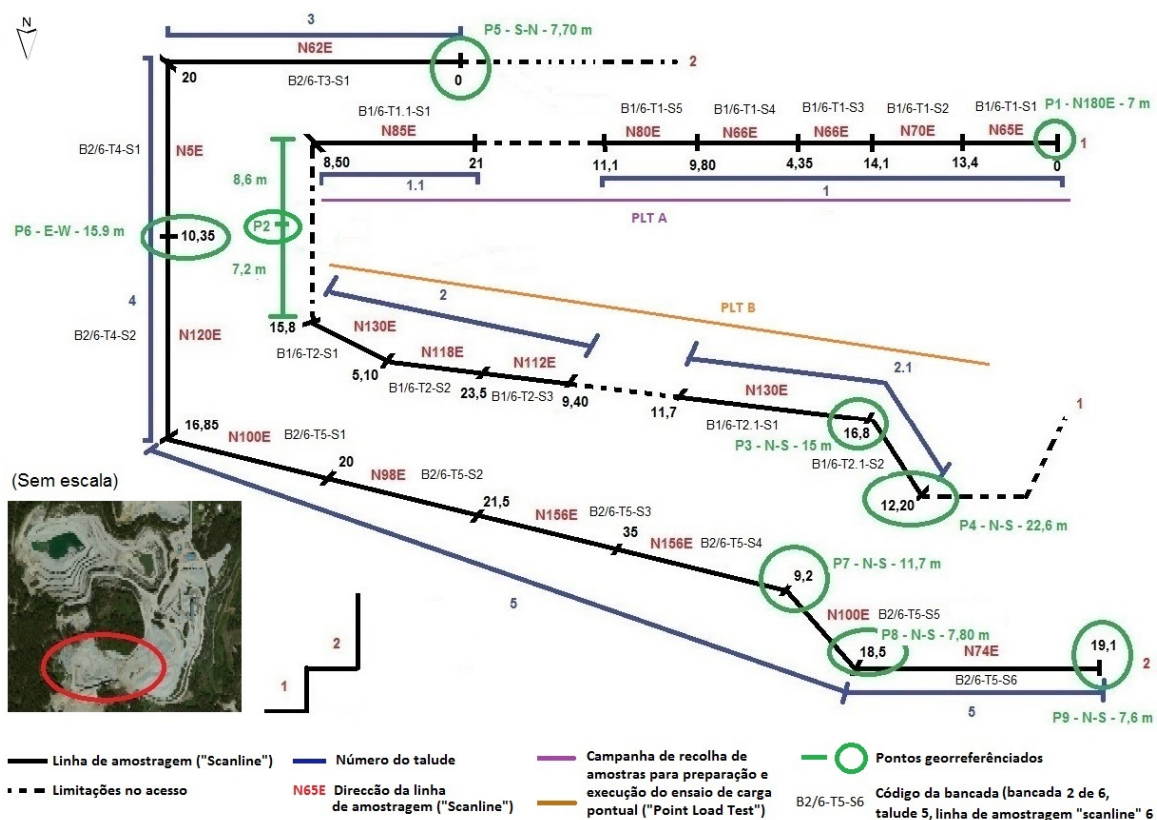 N
3
P5 - S-N - 7,70 m
N62E
2
20
B2/6-T3-S1
0
B1/6-T1.1-S1
B1/6-T1-S5
B1/6-T1-S4
B1/6-T1-S3
B1/6-T1-S2
B1/6-T1-S1
P1 - N180E - 7 m
N85E
N80E
N66E
N66E
N70E
N65E
1
B2/6-T4-S1
N5E
8,50
21
11,1
9,80
4,35
14,1
13,4
0
8,6 m
1.1
1
PLT A
P2
P6 - E-W - 15.9 m
10,35
7,2 m
4
2
PLT B
B2/6-T4-S2
N120E
15,8
N130E
B1/6-T2-S1
N118E
N112E
2.1
5,10
B1/6-T2-S2
23,5
B1/6-T2-S3
9,40
11,7
N130E
1
B1/6-T2.1-S1
16,8
P3 - N-S - 15 m
16,85
N100E
B2/6-T5-S1
B1/6-T2.1-S2
20
N98E
B2/6-T5-S2
12,20
P4 - N-S - 22,6 m
(Sem escala)
21,5
N156E
B2/6-T5-S3
35
N156E
B2/6-T5-S4
P7 - N-S - 11,7 m
9,2
5
N100E
B2/6-T5-S5
P8 - N-S - 7,80 m
18,5
N74E
19,1
2
2
1
B2/6-T5-S6
5
P9 - N-S - 7,6 m
Linha de amostragem ("Scanline")
Limitações no acesso
Número do talude
N65E
Direcção da linha
de amostragem ("Scanline")
Campanha de recolha de
amostras para preparação e
execução do ensaio de carga
pontual ("Point Load Test")
Pontos georreferênciados
B2/6-T5-S6
Código da bancada (bancada 2 de 6,
talude 5, linha de amostragem "scanline" 6